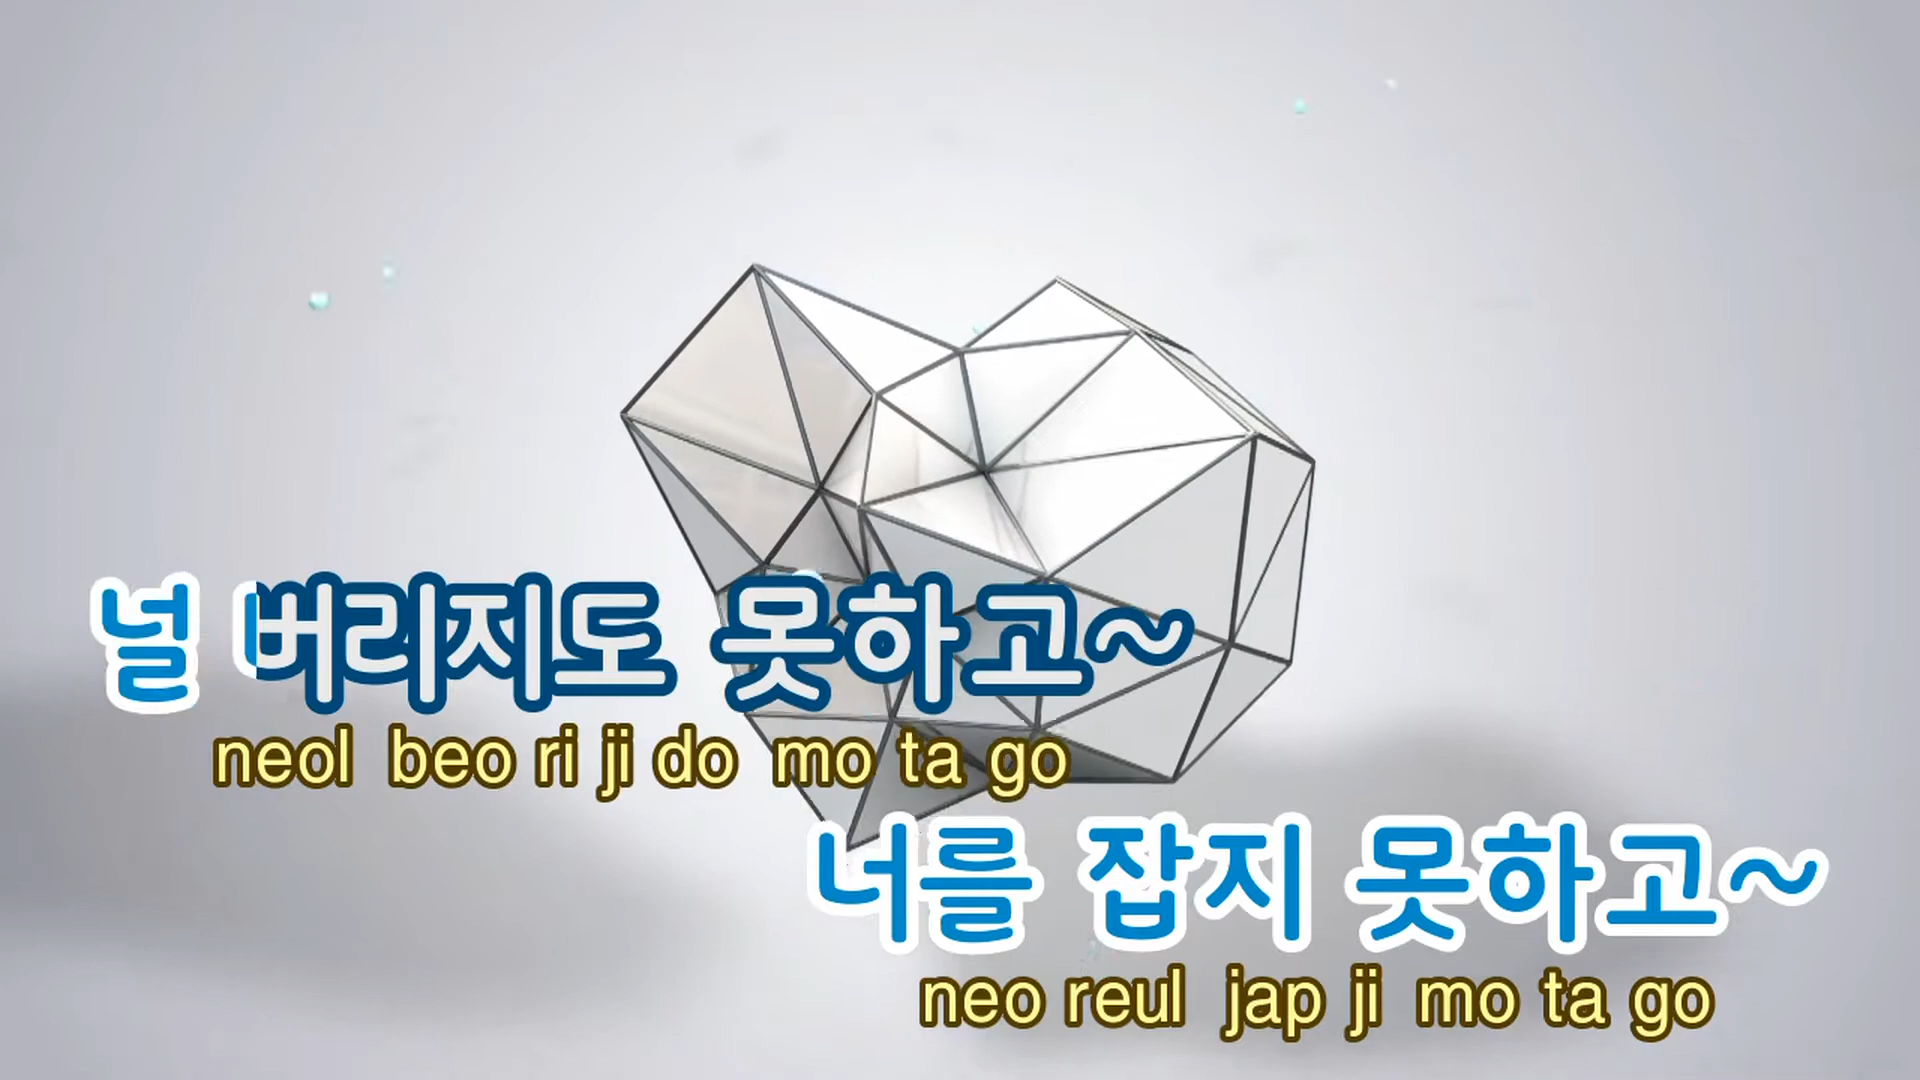 널 버리지도 못하고~
neol beo ri ji do mo ta go
너를 잡지 못하고~
neo reul jap ji mo ta go